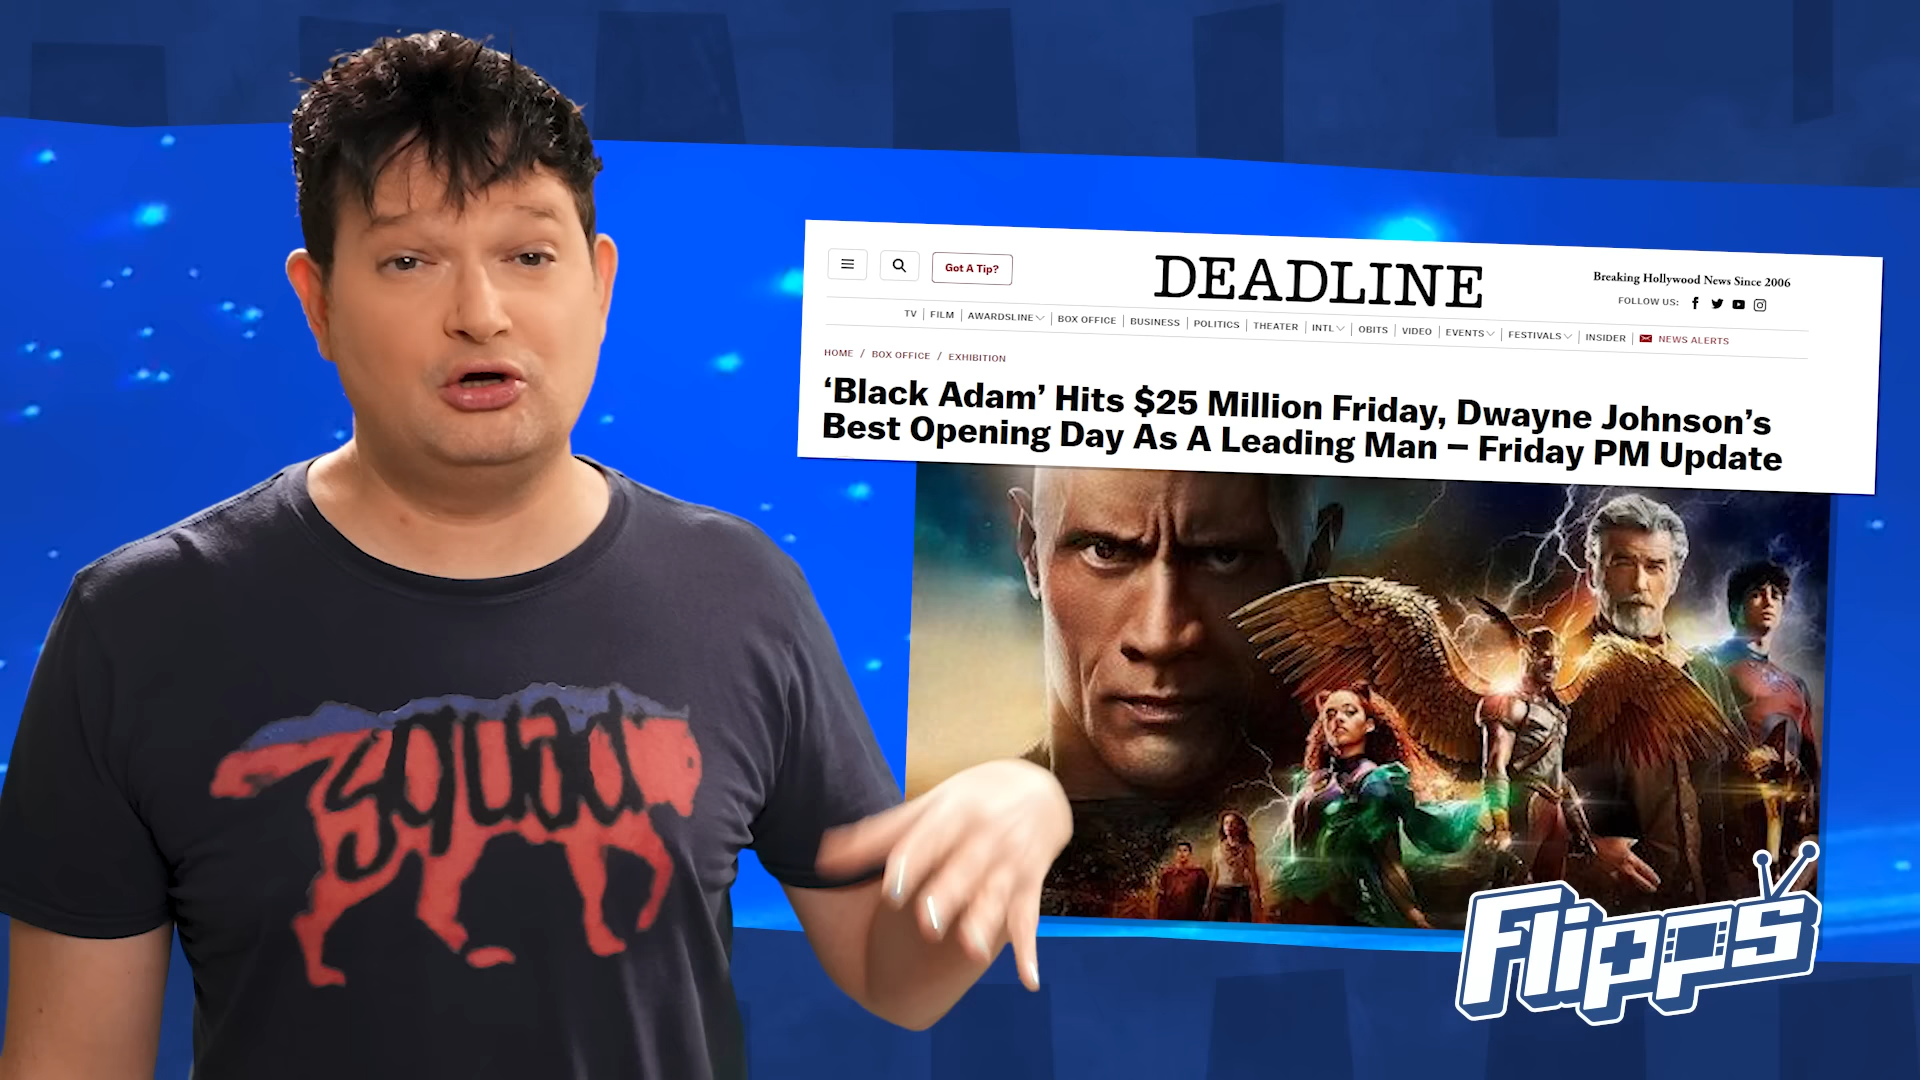 Got A Tip?
DEADLINE
Breaking Hollywood News Since 2006
FOLLOW US:
TV | FILM | AWARDSLINE | BOX OFFICE | BUSINESS | POLITICS | THEATER | INTL | OBITS | VIDEO | EVENTS | FESTIVALS | INSIDER | NEWS ALERTS
HOME / BOX OFFICE / EXHIBITION
‘Black Adam’ Hits $25 Million Friday, Dwayne Johnson’s
Best Opening Day As A Leading Man – Friday PM Update
squad
Flipps